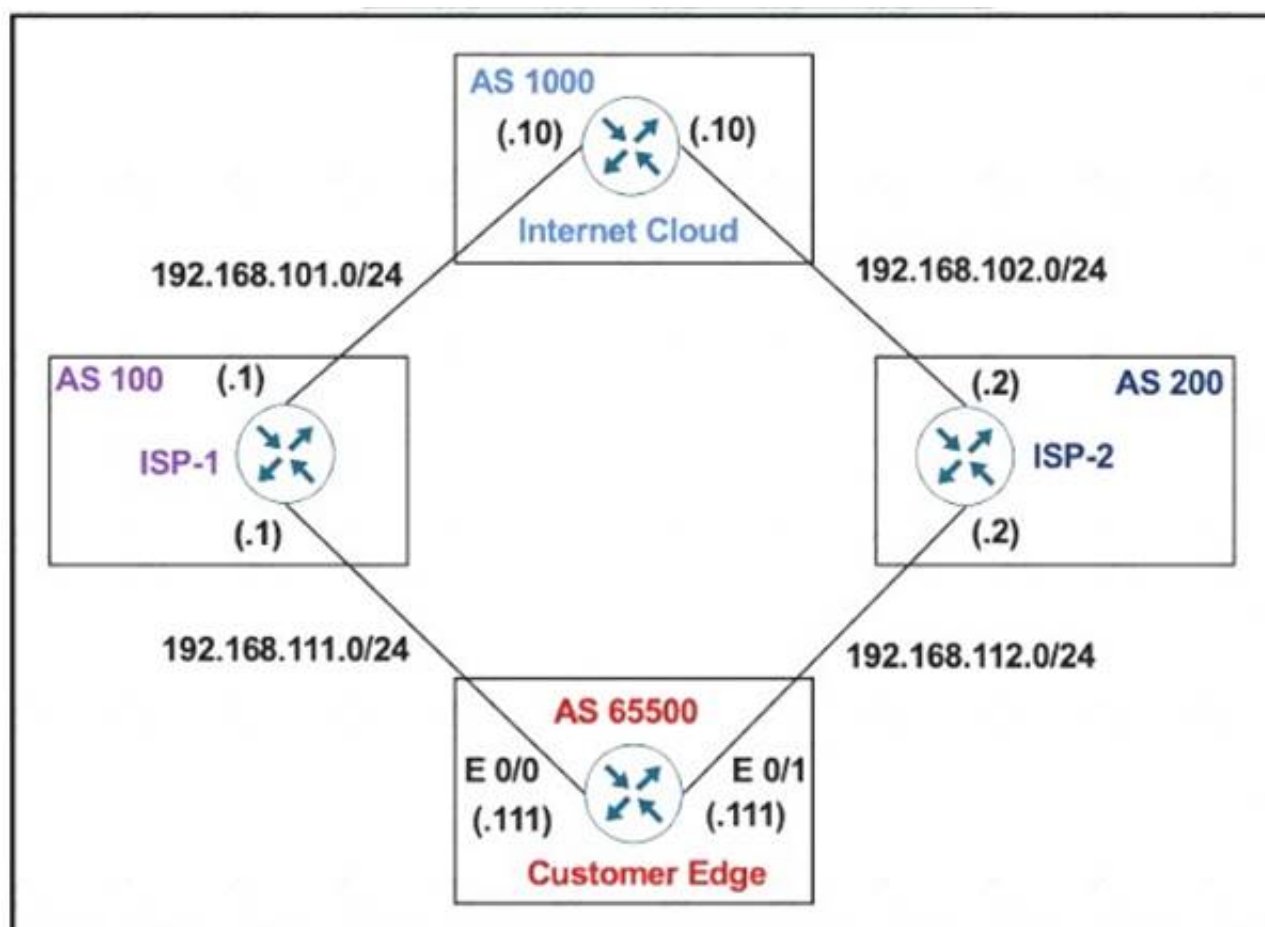 AS 1000
(.10) (.10)
Internet Cloud
192.168.101.0/24
192.168.102.0/24
AS 100 (.1)
ISP-1
(.1)
(.2) AS 200
ISP-2
(.2)
192.168.111.0/24
192.168.112.0/24
AS 65500
E 0/0 E 0/1
(.111) (.111)
Customer Edge